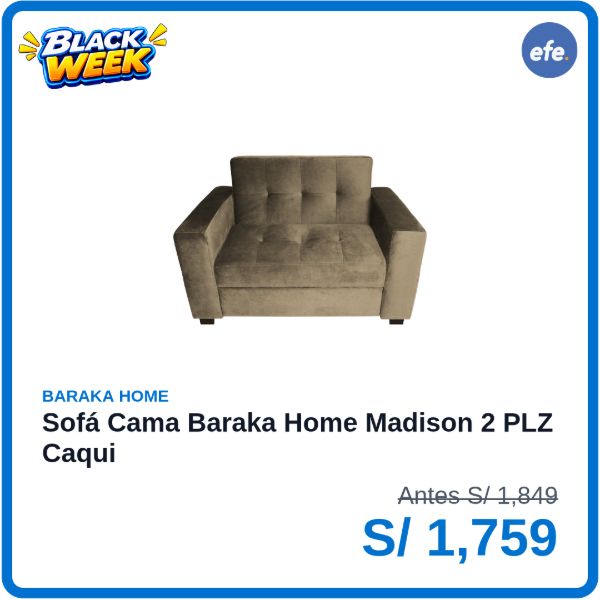 BLACK
WEEK
efe.
BARAKA HOME
Sofá Cama Baraka Home Madison 2 PLZ
Caqui
Antes S/ 1,849
S/ 1,759